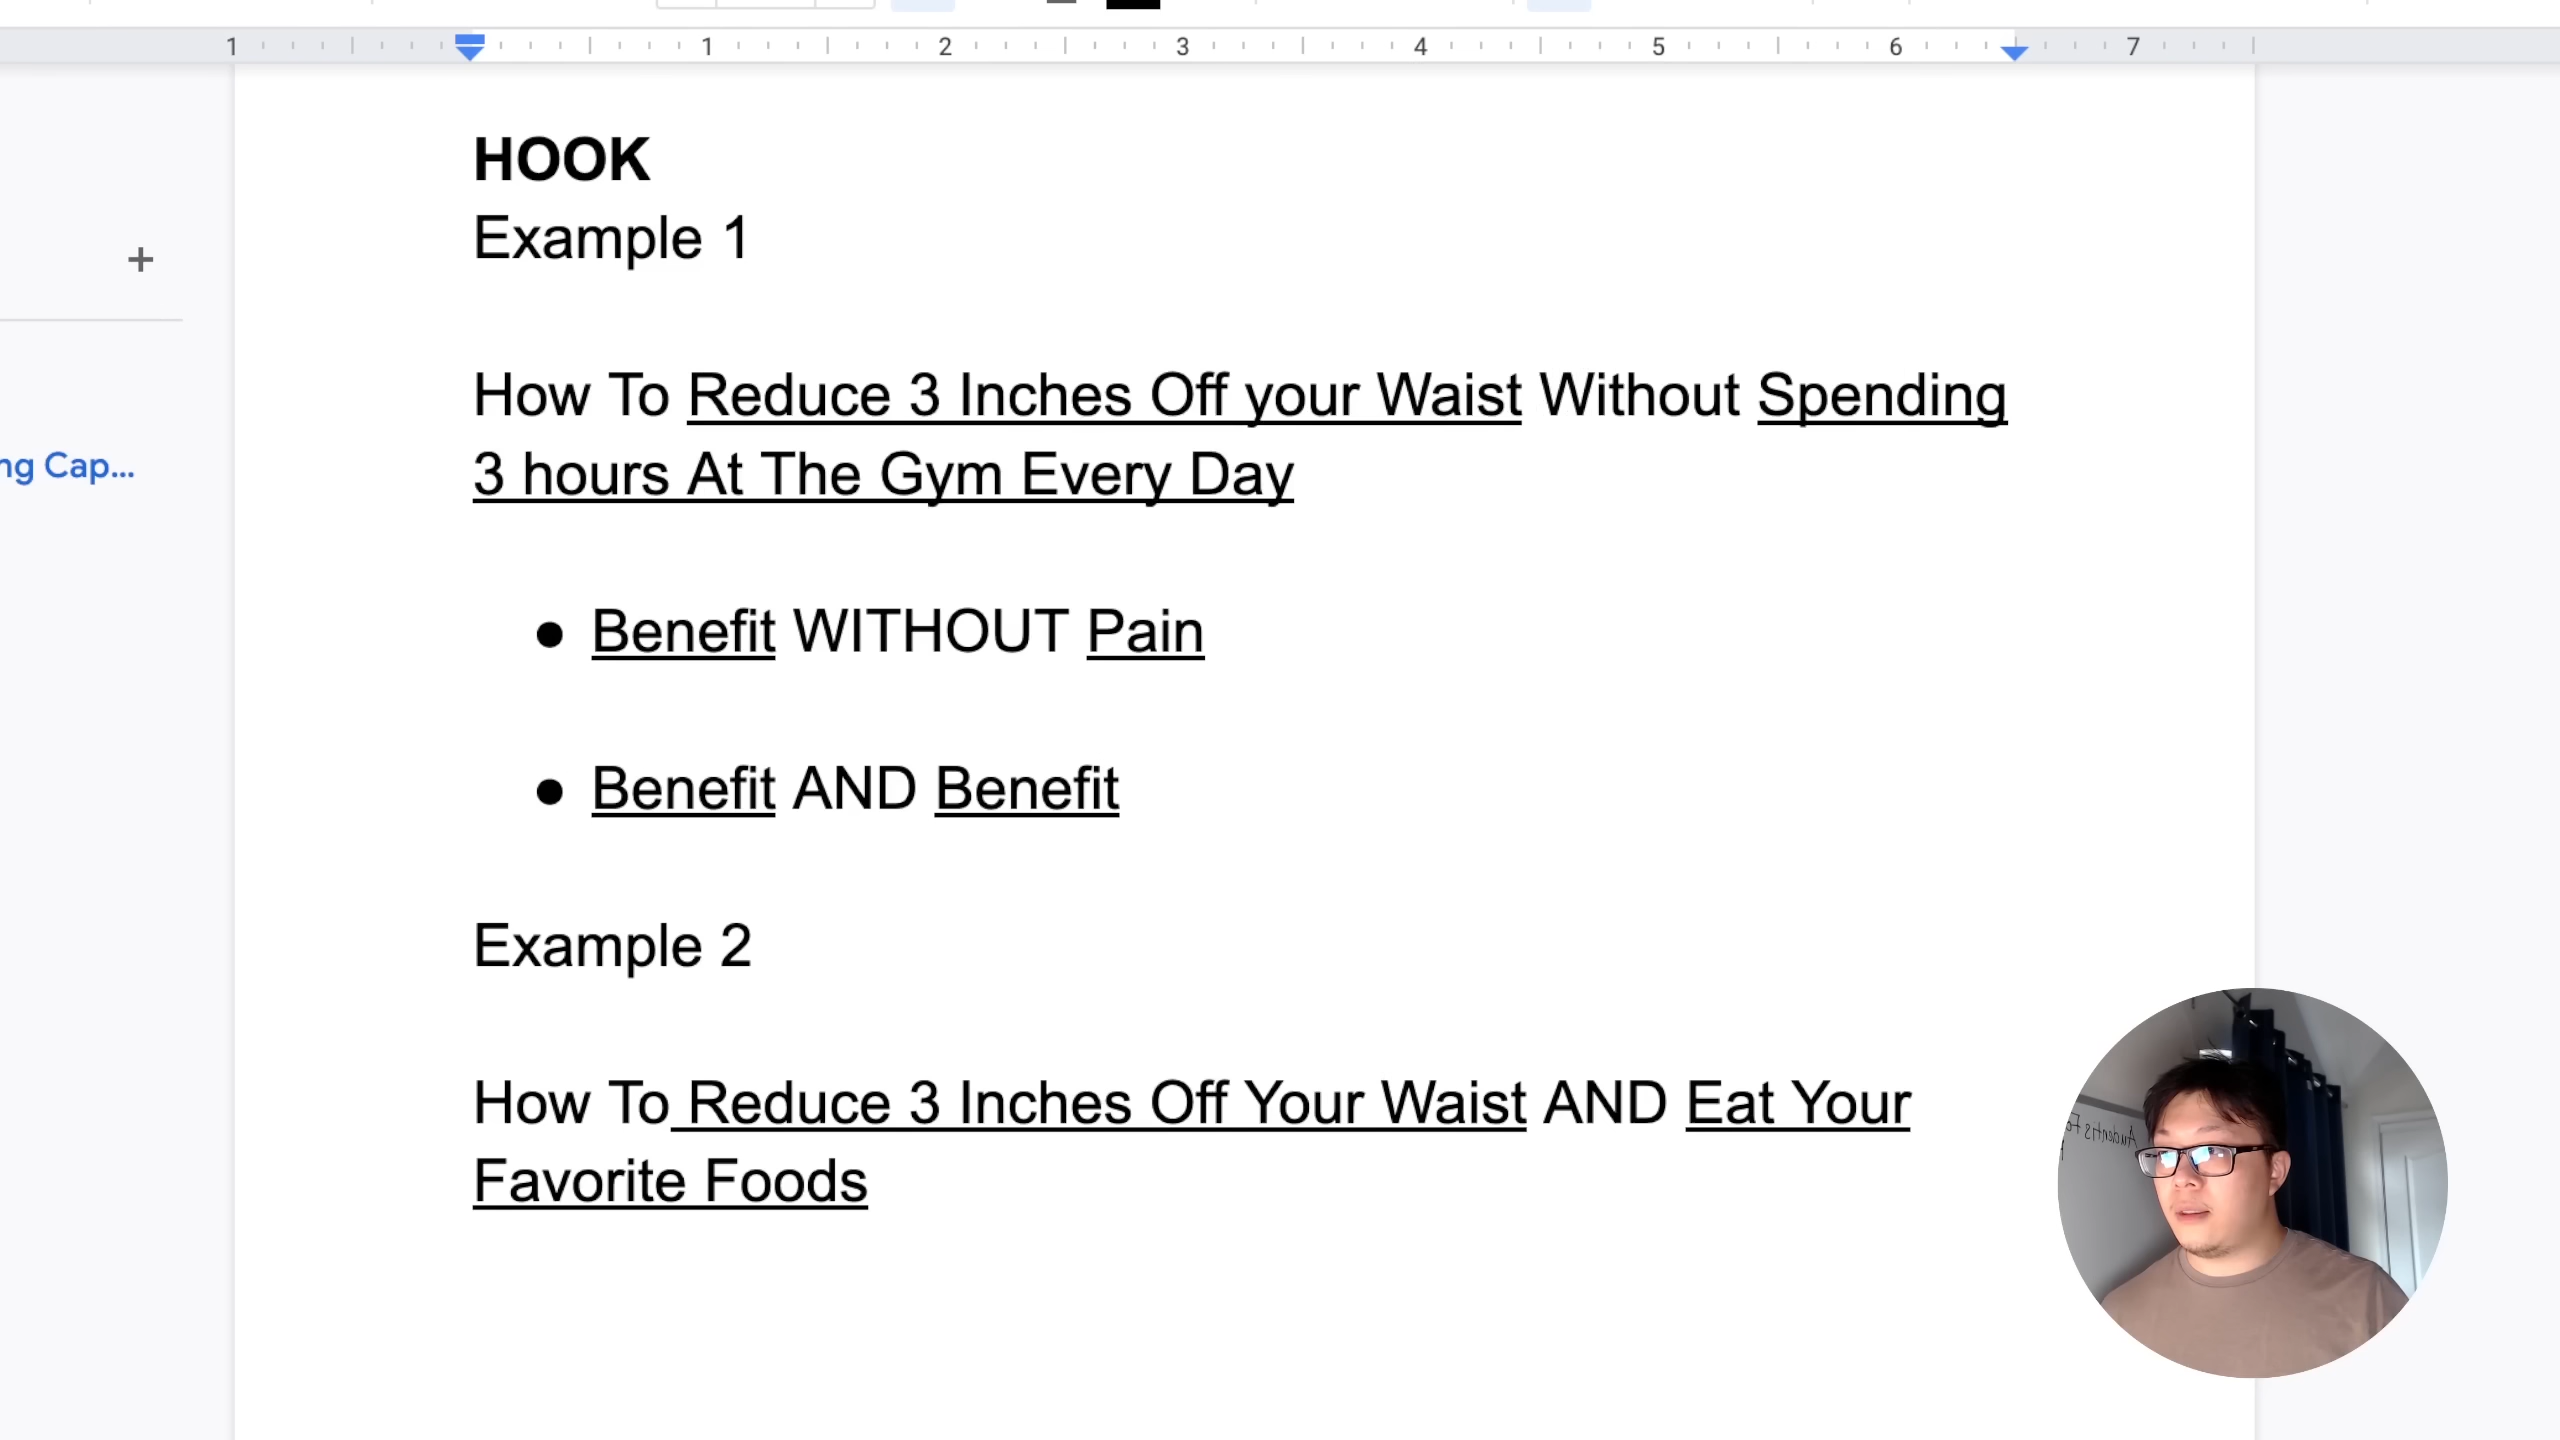 1 1 2 3 4 5 6 7
HOOK
Example 1
+
How To Reduce 3 Inches Off your Waist Without Spending
3 hours At The Gym Every Day
ng Cap...
● Benefit WITHOUT Pain
● Benefit AND Benefit
Example 2
How To Reduce 3 Inches Off Your Waist AND Eat Your
Favorite Foods